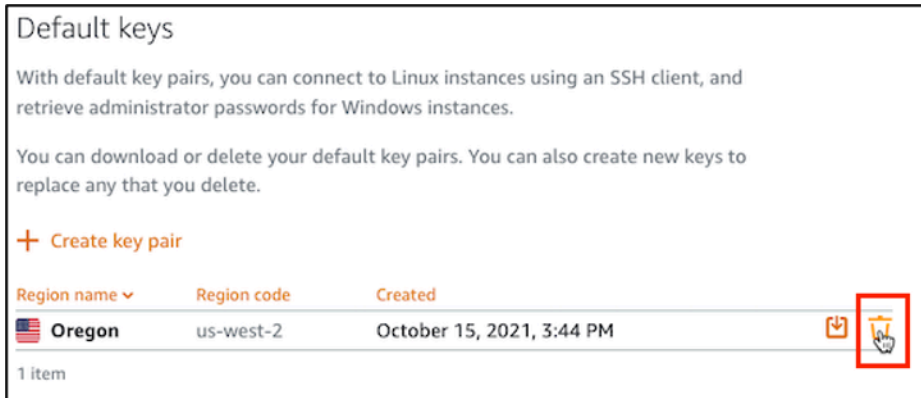 Default keys
With default key pairs, you can connect to Linux instances using an SSH client, and
retrieve administrator passwords for Windows instances.
You can download or delete your default key pairs. You can also create new keys to
replace any that you delete.
+ Create key pair
Region name Region code Created
Oregon us-west-2 October 15, 2021, 3:44 PM
1 item